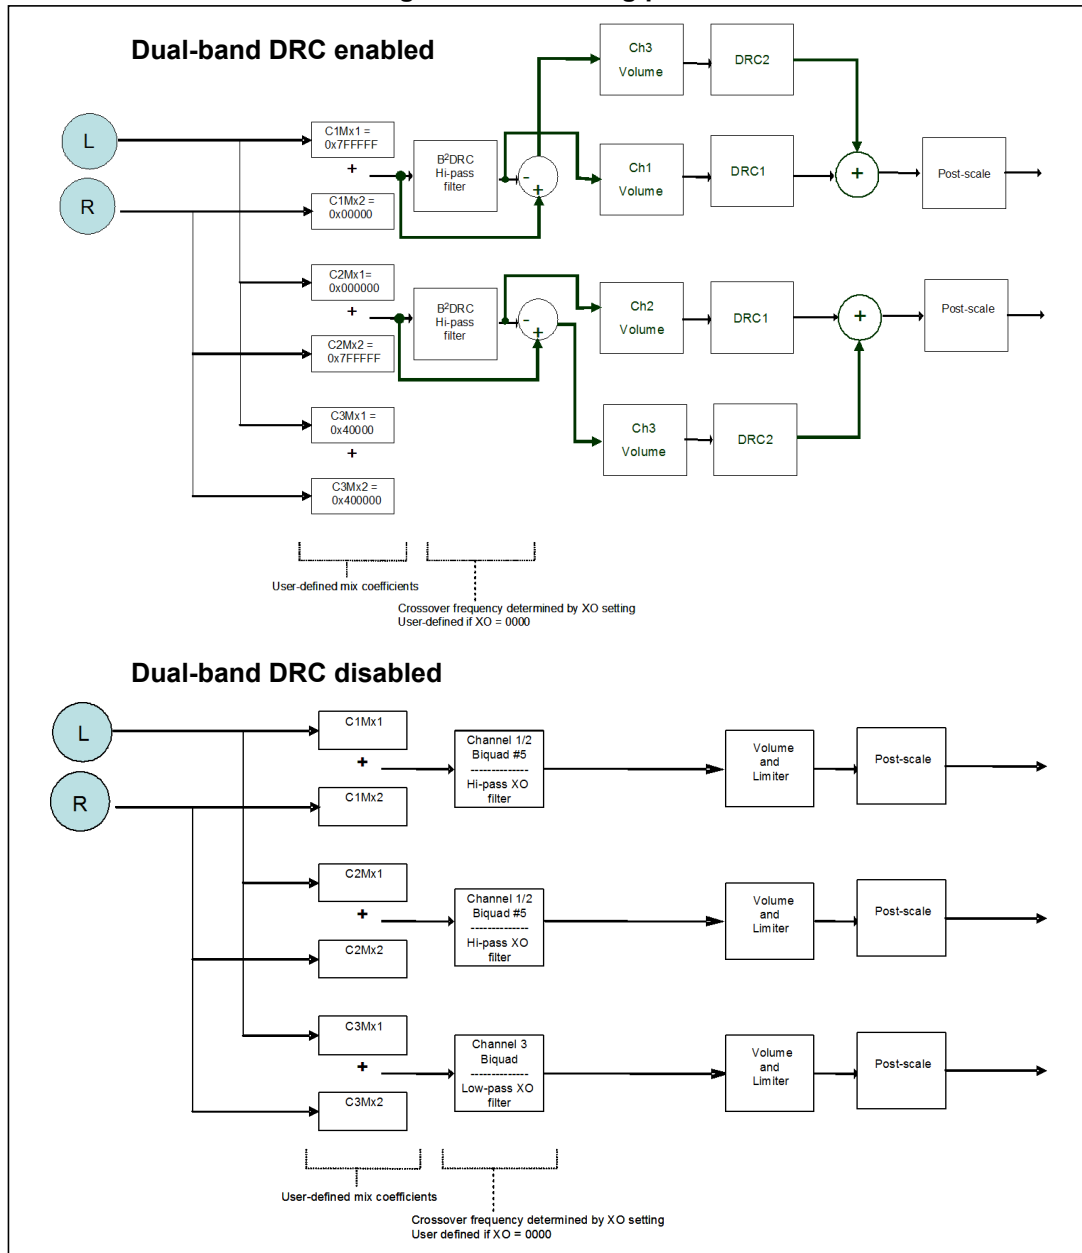 Dual-band DRC enabled
L
R
C1Mx1 =
0x7FFFFF
+
C1Mx2 =
0x00000
B²DRC
Hi-pass
filter
-
+
Ch3
Volume
DRC2
Ch1
Volume
DRC1
+
Post-scale
C2Mx1=
0x000000
+
C2Mx2 =
0x7FFFFF
B²DRC
Hi-pass
filter
-
+
Ch2
Volume
DRC1
+
Post-scale
C3Mx1 =
0x40000
+
C3Mx2 =
0x400000
Ch3
Volume
DRC2
User-defined mix coefficients
Crossover frequency determined by XO setting
User-defined if XO = 0000
Dual-band DRC disabled
L
R
C1Mx1
+
C1Mx2
Channel 1/2
Biquad #5
--------------
Hi-pass XO
filter
Volume
and
Limiter
Post-scale
C2Mx1
+
C2Mx2
Channel 1/2
Biquad #5
--------------
Hi-pass XO
filter
Volume
and
Limiter
Post-scale
C3Mx1
+
C3Mx2
Channel 3
Biquad
--------------
Low-pass XO
filter
Volume
and
Limiter
Post-scale
User-defined mix coefficients
Crossover frequency determined by XO setting
User defined if XO = 0000